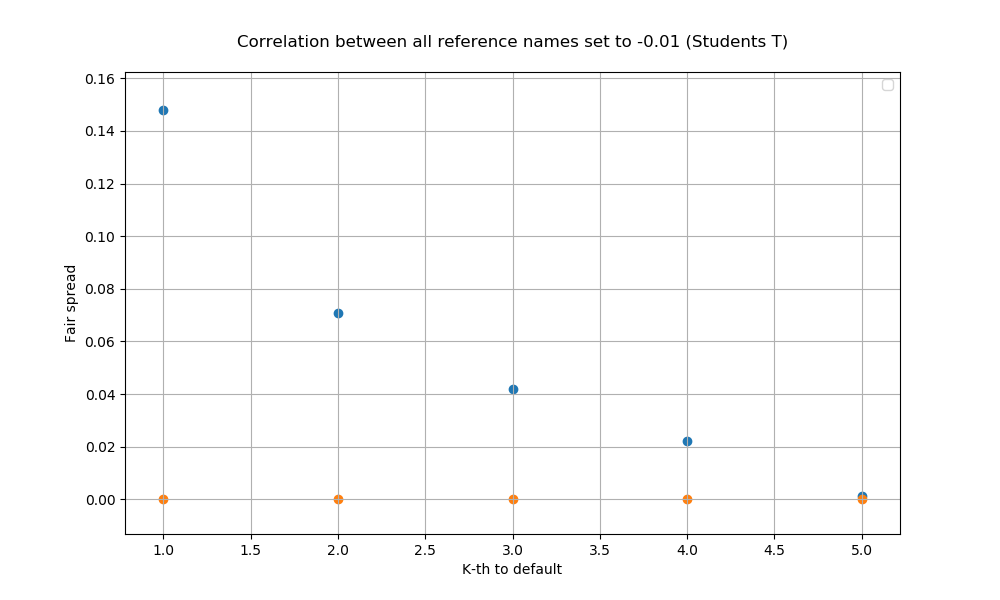 Correlation between all reference names set to -0.01 (Students T)
0.16
0.14
0.12
0.10
0.08
0.06
0.04
0.02
0.00
Fair spread
1.0 1.5 2.0 2.5 3.0 3.5 4.0 4.5 5.0
K-th to default